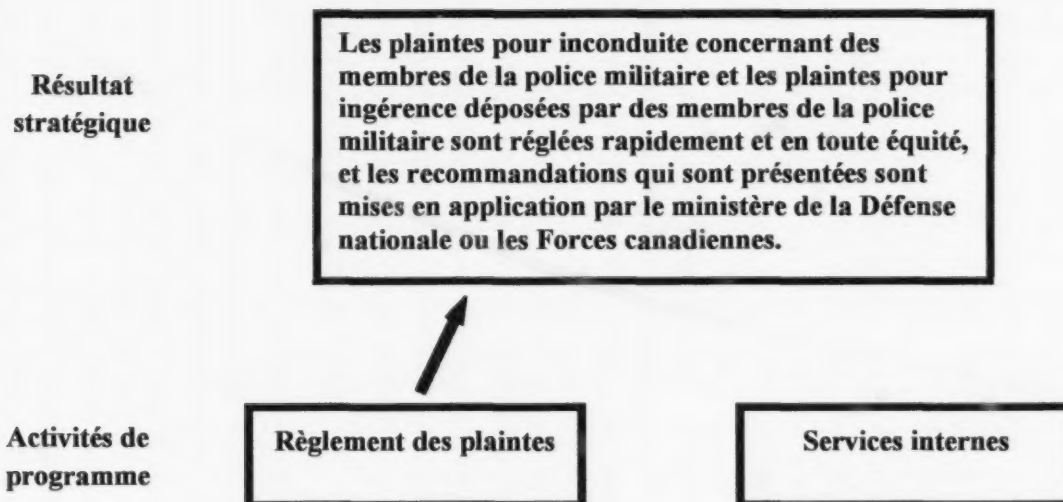 Résultat
stratégique
Les plaintes pour inconduite concernant des
membres de la police militaire et les plaintes pour
ingérence déposées par des membres de la police
militaire sont réglées rapidement et en toute équité,
et les recommandations qui sont présentées sont
mises en application par le ministère de la Défense
nationale ou les Forces canadiennes.
Activités de
programme
Règlement des plaintes
Services internes